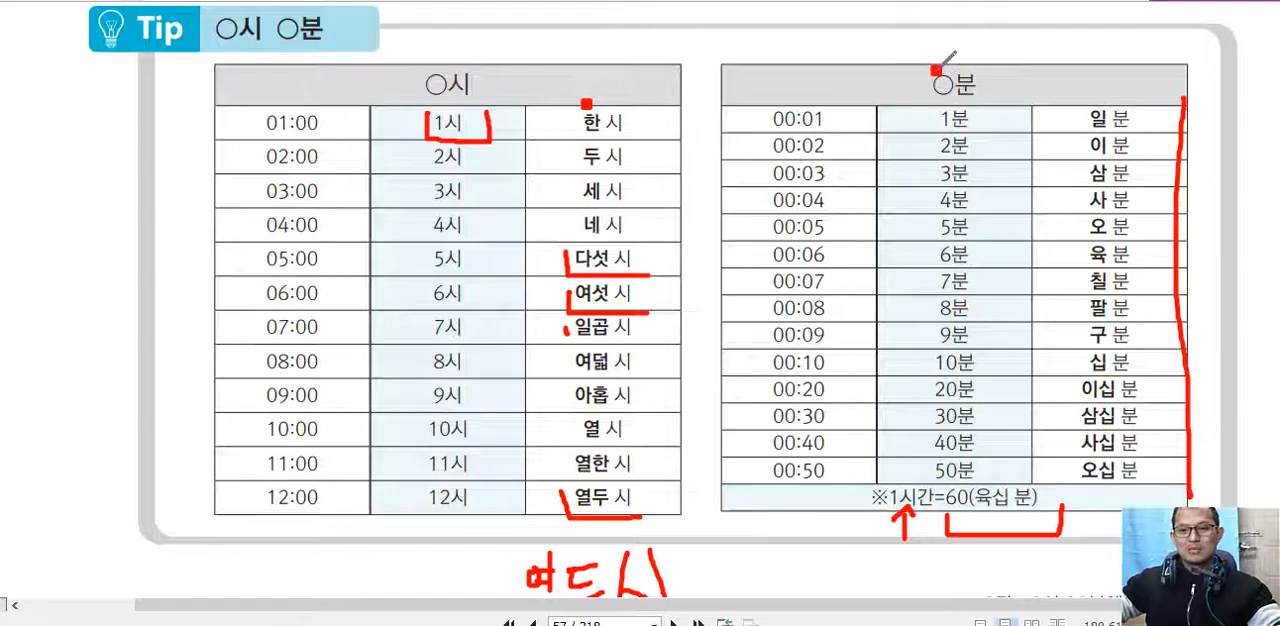 Tip ○시 ○분
○시
01:00 1시 한 시
02:00 2시 두 시
03:00 3시 세 시
04:00 4시 네 시
05:00 5시 다섯 시
06:00 6시 여섯 시
07:00 7시 일곱 시
08:00 8시 여덟 시
09:00 9시 아홉 시
10:00 10시 열 시
11:00 11시 열한 시
12:00 12시 열두 시
○분
00:01 1분 일 분
00:02 2분 이 분
00:03 3분 삼 분
00:04 4분 사 분
00:05 5분 오 분
00:06 6분 육 분
00:07 7분 칠 분
00:08 8분 팔 분
00:09 9분 구 분
00:10 10분 십 분
00:20 20분 이십 분
00:30 30분 삼십 분
00:40 40분 사십 분
00:50 50분 오십 분
※1시간=60(육십 분)
여
57 / 218